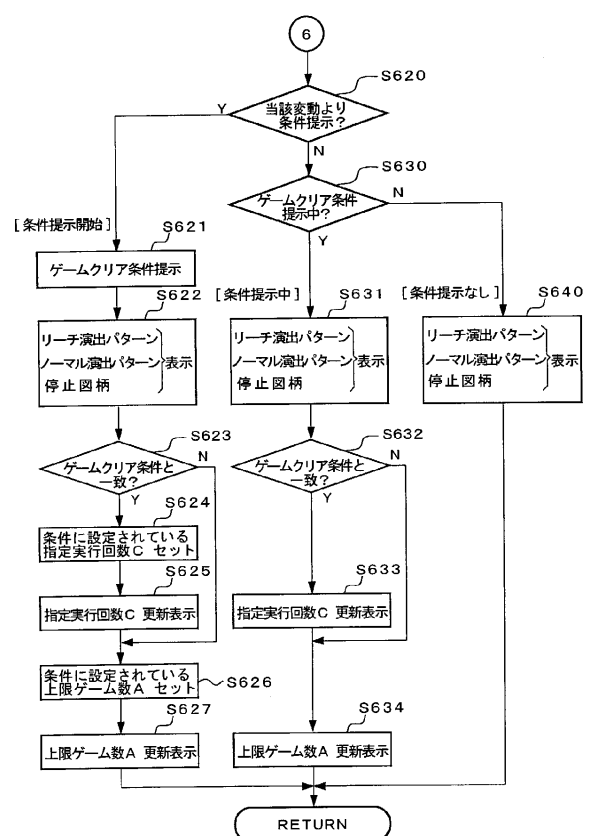 6
S620
当該変動より
条件提示？
Y
N
S630
ゲームクリア条件
提示中？
N
Y
[条件提示開始]
S621
ゲームクリア条件提示
S622
リーチ演出パターン
ノーマル演出パターン 表示
停止図柄
S623
ゲームクリア条件と
一致？
N
Y
S624
条件に設定されている
指定実行回数C セット
S625
指定実行回数C 更新表示
条件に設定されている
上限ゲーム数A セット
S626
S627
上限ゲーム数A 更新表示
[条件提示中]
S631
リーチ演出パターン
ノーマル演出パターン 表示
停止図柄
S632
ゲームクリア条件と
一致？
N
Y
S633
指定実行回数C 更新表示
S634
上限ゲーム数A 更新表示
[条件提示なし]
S640
リーチ演出パターン
ノーマル演出パターン 表示
停止図柄
RETURN